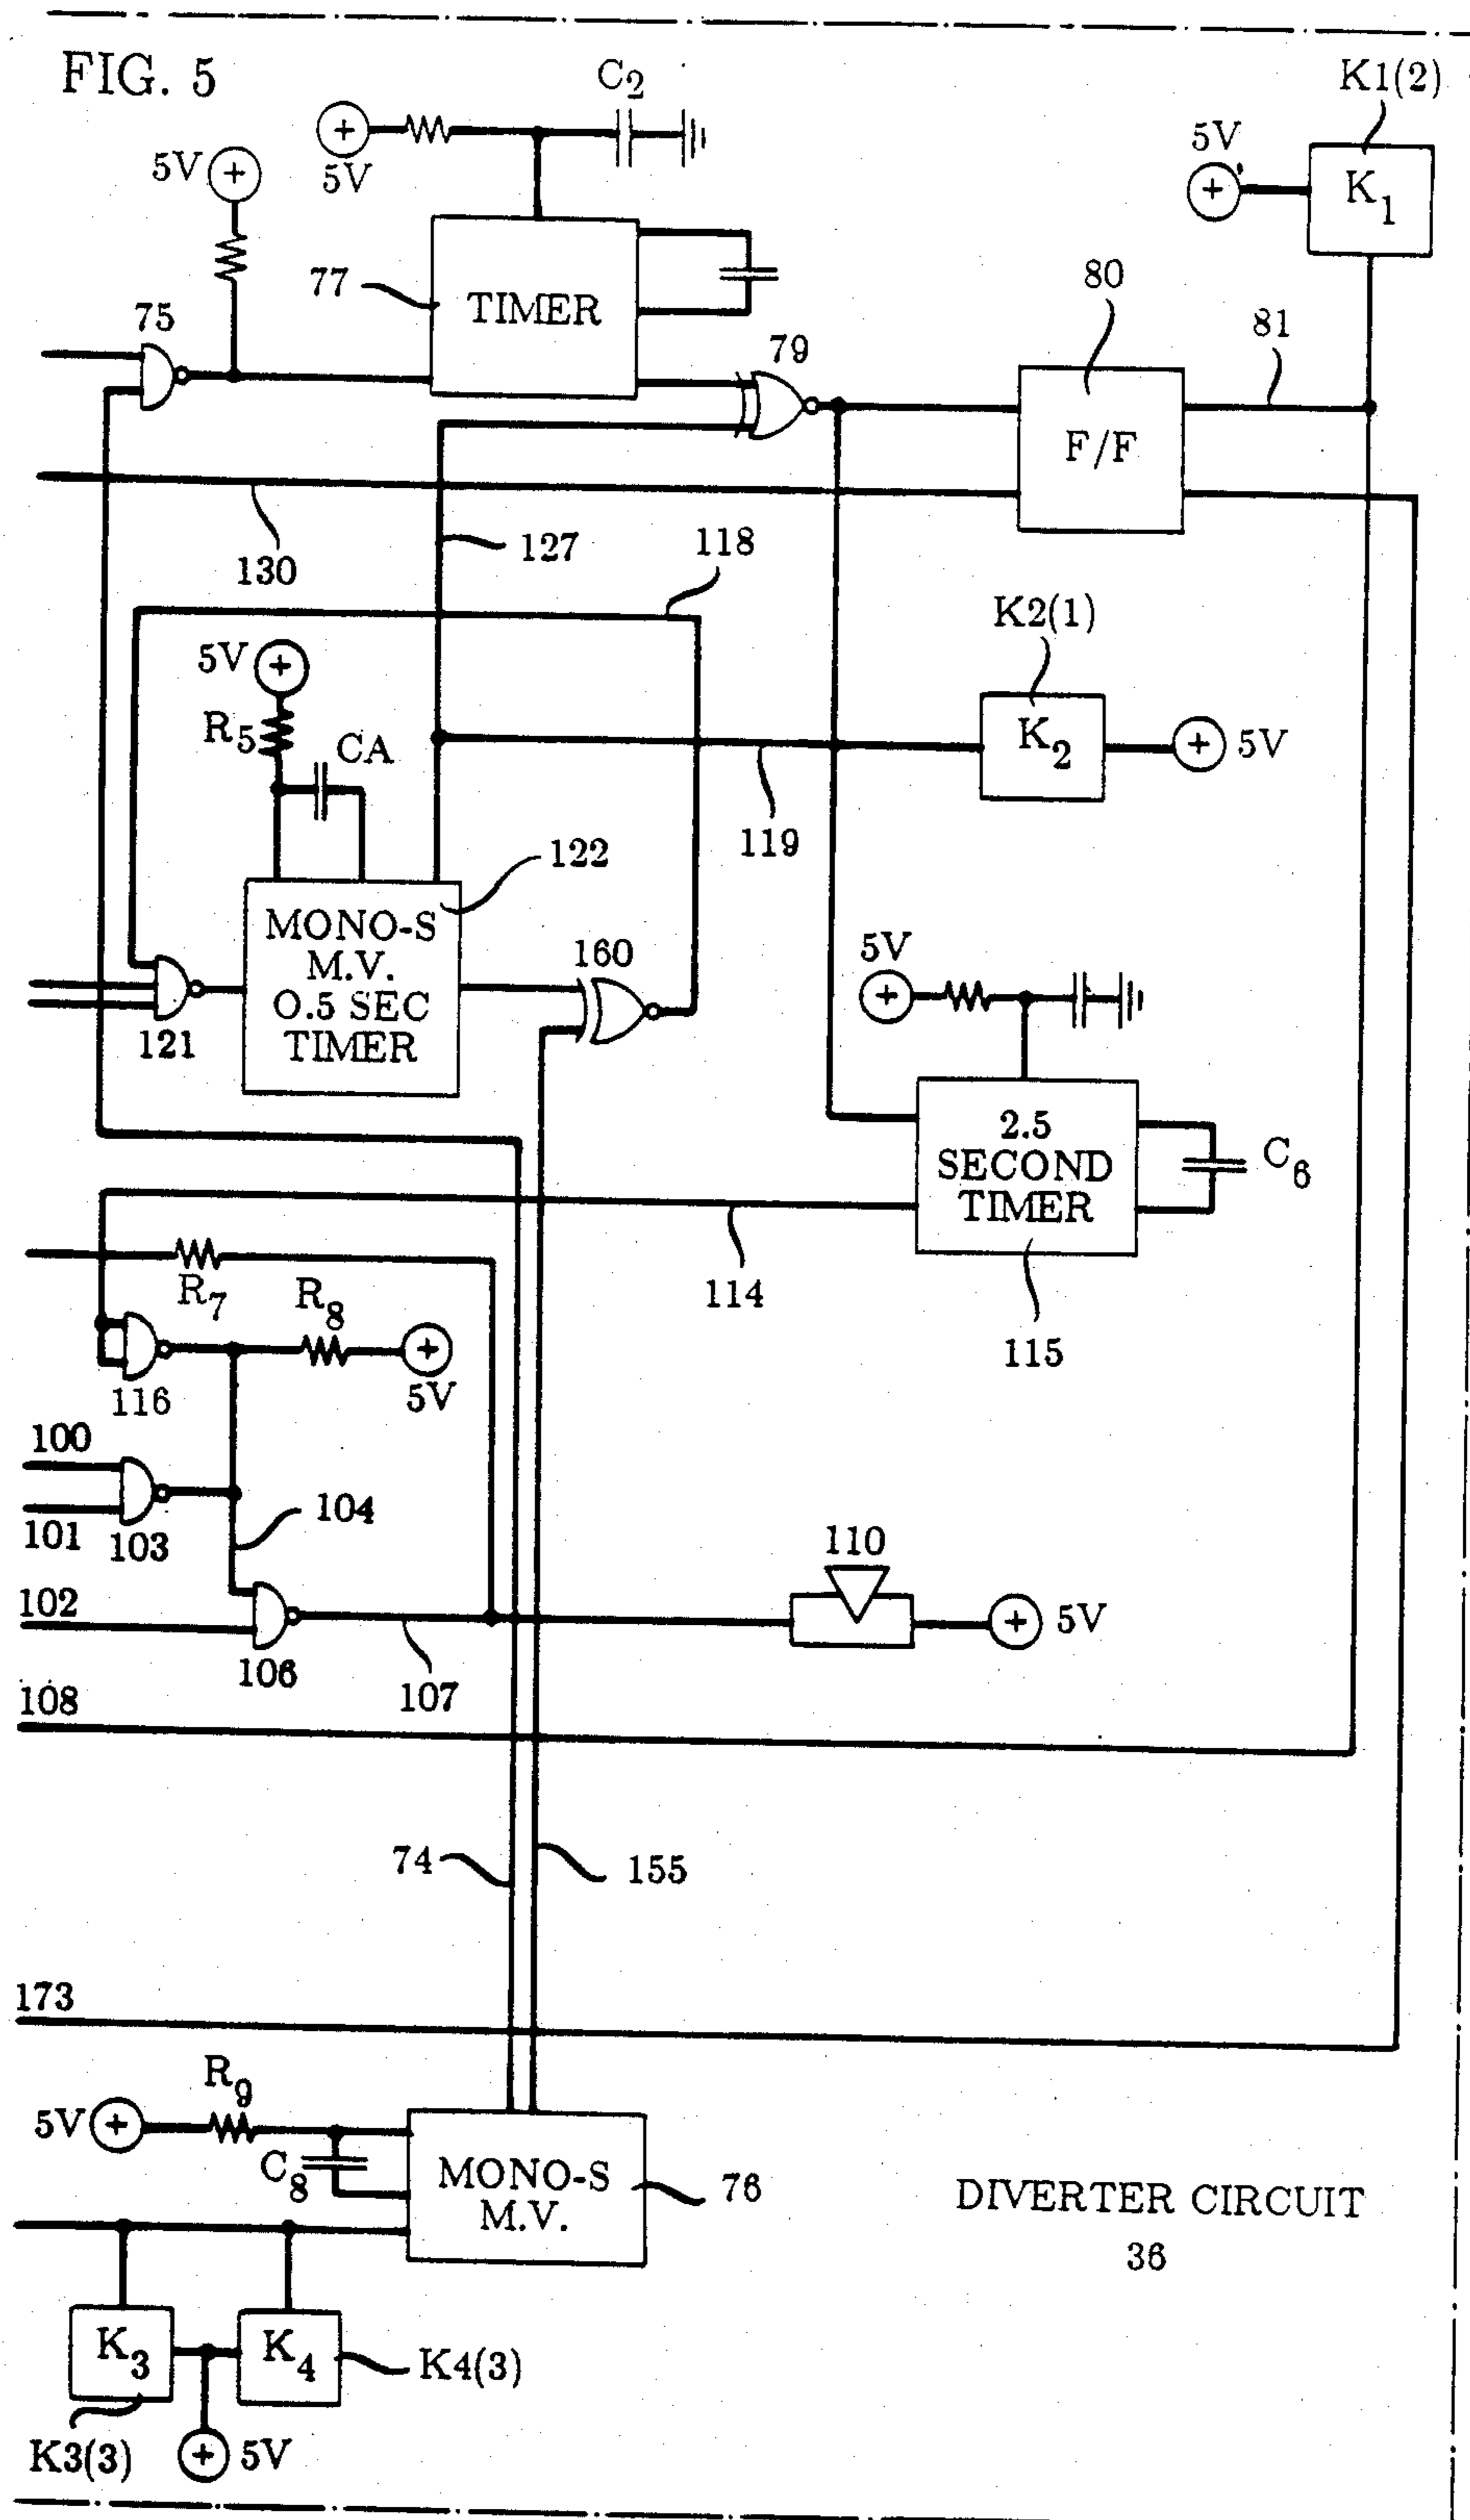 FIG. 5
C2
K1(2)
5V
5V
5V
K1
77
TIMER
80
75
79
81
F/F
127
118
130
K2(1)
5V
R5
CA
K2
5V
119
122
MONO-S
M.V.
0.5 SEC
TIMER
160
5V
121
2.5
SECOND
TIMER
C6
R7
R8
114
115
5V
116
100
101
103
104
110
102
5V
106
107
108
74
155
173
R9
5V
C8
MONO-S
M.V.
76
DIVERTER CIRCUIT
36
K3
K4
K4(3)
K3(3)
5V